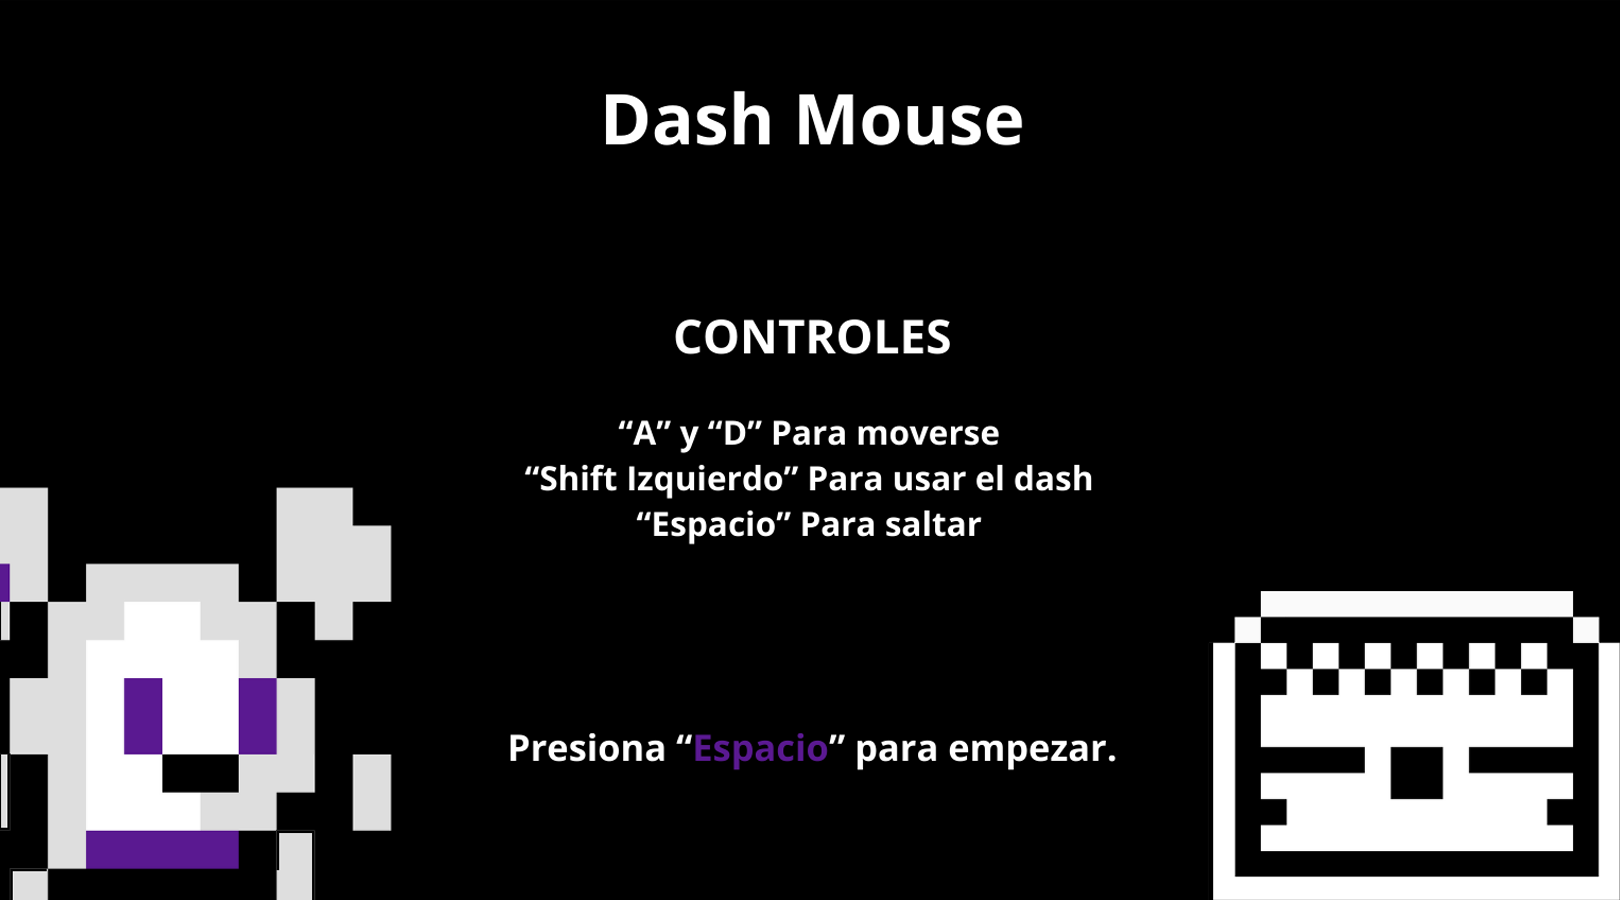 Dash Mouse
CONTROLES
“A” y “D” Para moverse
“Shift Izquierdo” Para usar el dash
“Espacio” Para saltar
Presiona “Espacio” para empezar.